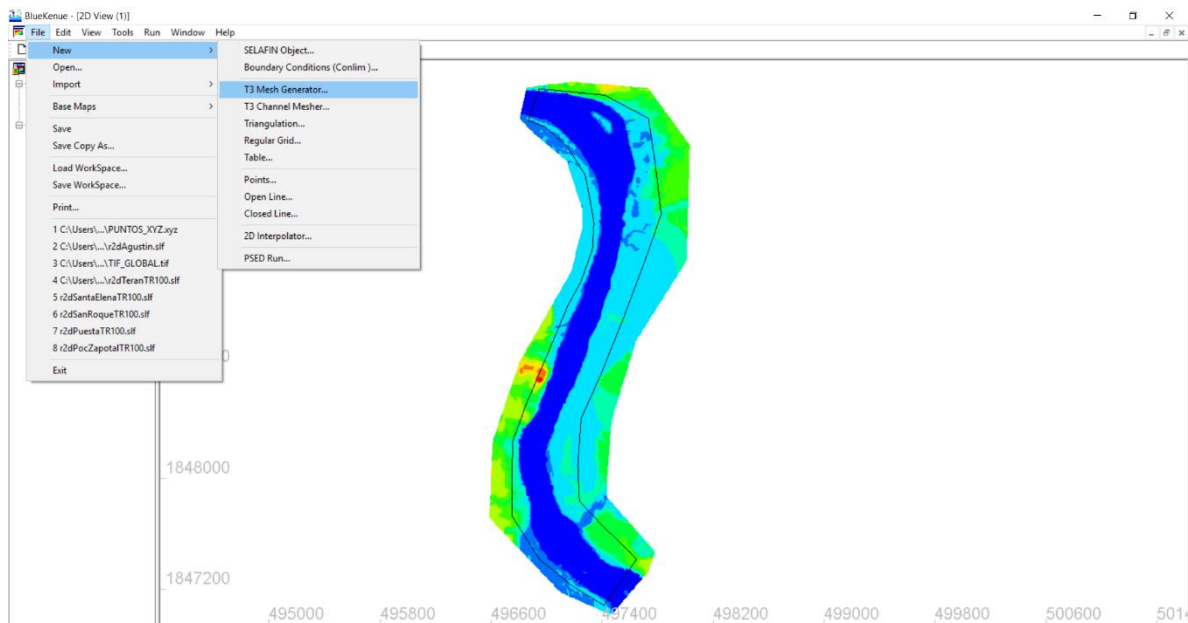 BlueKenue - [2D View (1)]
File Edit View Tools Run Window Help
New
Open...
Import
Base Maps
Save
Save Copy As...
Load WorkSpace...
Save WorkSpace...
Print...
1 C:\Users\...\PUNTOS_XYZ.xyz
2 C:\Users\...\r2dAgustin.slf
3 C:\Users\...\TIF_GLOBAL.tif
4 C:\Users\...\r2dTeranTR100.slf
5 r2dSantaElenaTR100.slf
6 r2dSanRoqueTR100.slf
7 r2dPuestaTR100.slf
8 r2dPocZapotalTR100.slf
Exit
SELAFIN Object...
Boundary Conditions (Conlim )...
T3 Mesh Generator...
T3 Channel Mesher...
Triangulation...
Regular Grid...
Table...
Points...
Open Line...
Closed Line...
2D Interpolator...
PSED Run...
0
1848000
1847200
495000 495800 496600 497400 498200 499000 499800 500600 5014